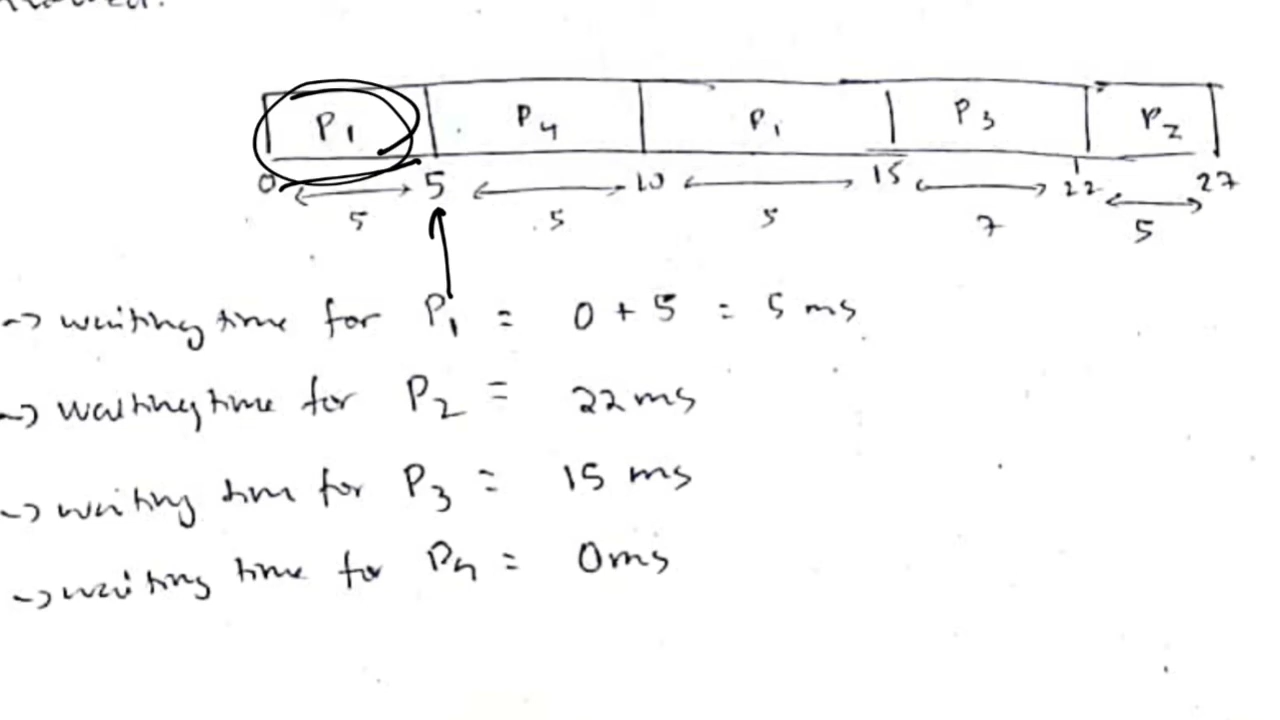 P1 P4 P1 P3 P2
0 5 10 15 22 27
5 5 5 7 5
→ waiting time for P1 = 0 + 5 = 5 ms
→ waiting time for P2 = 22 ms
→ waiting time for P3 = 15 ms
→ waiting time for P4 = 0 ms